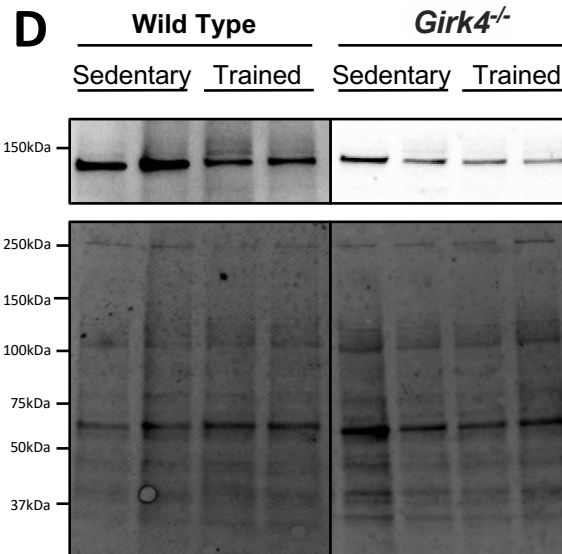 D
Wild Type Girk4-/-
Sedentary Trained Sedentary Trained
150kDa
250kDa
150kDa
100kDa
75kDa
50kDa
37kDa